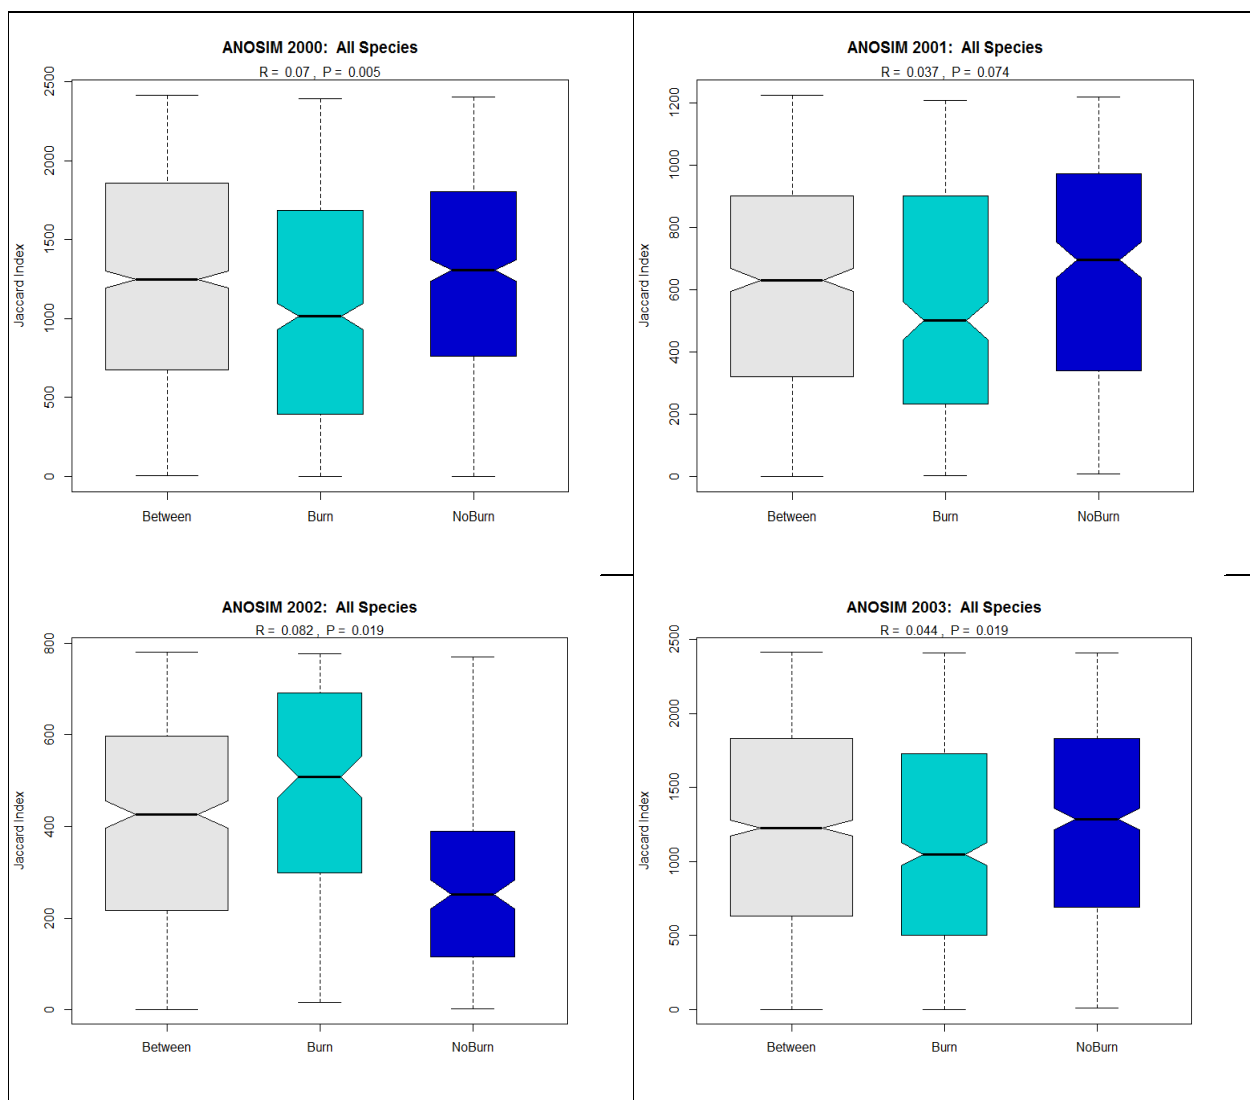 ANOSIM 2000:  All Species
R =  0.07 ,  P =  0.005
Jaccard Index
2500
2000
1500
1000
500
0
Between
Burn
NoBurn
ANOSIM 2001:  All Species
R =  0.037 ,  P =  0.074
Jaccard Index
1200
1000
800
600
400
200
0
Between
Burn
NoBurn
ANOSIM 2002:  All Species
R =  0.082 ,  P =  0.019
Jaccard Index
800
600
400
200
0
Between
Burn
NoBurn
ANOSIM 2003:  All Species
R =  0.044 ,  P =  0.019
Jaccard Index
2500
2000
1500
1000
500
0
Between
Burn
NoBurn